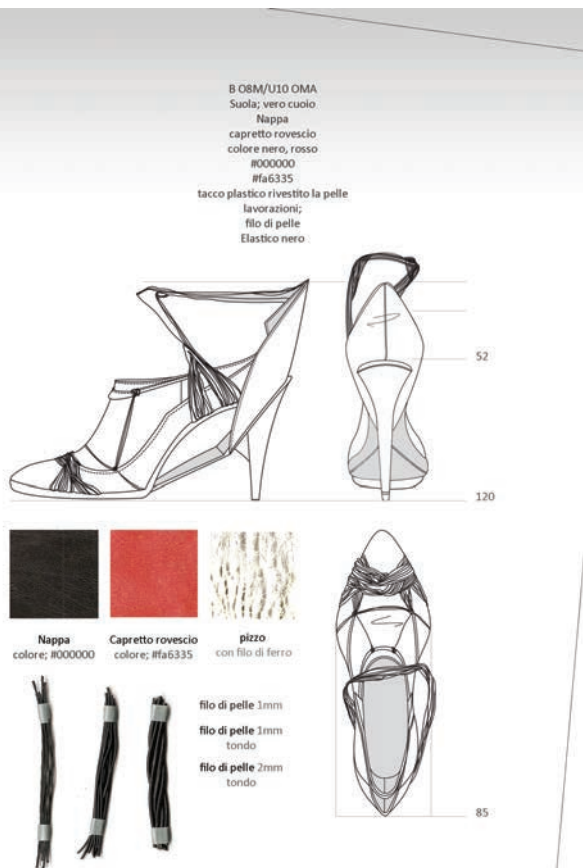 B O8M/U10 OMA
Suola; vero cuoio
Nappa
capretto rovescio
colore nero, rosso
#000000
#fa6335
tacco plastico rivestito la pelle
lavorazioni;
filo di pelle
Elastico nero
52
120
Nappa
colore; #000000
Capretto rovescio
colore; #fa6335
pizzo
con filo di ferro
filo di pelle 1mm
filo di pelle 1mm
tondo
filo di pelle 2mm
tondo
85